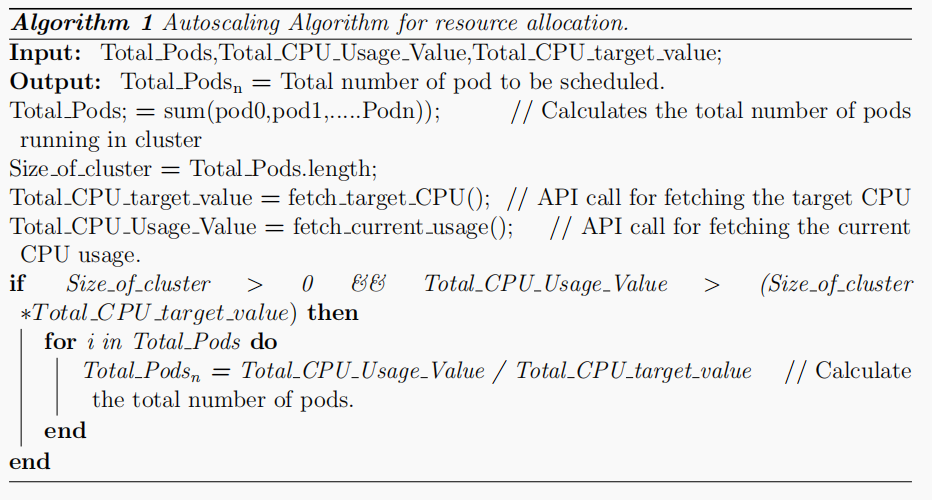 Algorithm 1 Autoscaling Algorithm for resource allocation.
Input: Total_Pods,Total_CPU_Usage_Value,Total_CPU_target_value;
Output: Total_Podsn = Total number of pod to be scheduled.
Total_Pods; = sum(pod0,pod1,.....Podn)); // Calculates the total number of pods
running in cluster
Size_of_cluster = Total_Pods.length;
Total_CPU_target_value = fetch_target_CPU(); // API call for fetching the target CPU
Total_CPU_Usage_Value = fetch_current_usage(); // API call for fetching the current
CPU usage.
if Size_of_cluster > 0 && Total_CPU_Usage_Value > (Size_of_cluster
*Total_CPU_target_value) then
for i in Total_Pods do
Total_Podsn = Total_CPU_Usage_Value / Total_CPU_target_value // Calculate
the total number of pods.
end
end